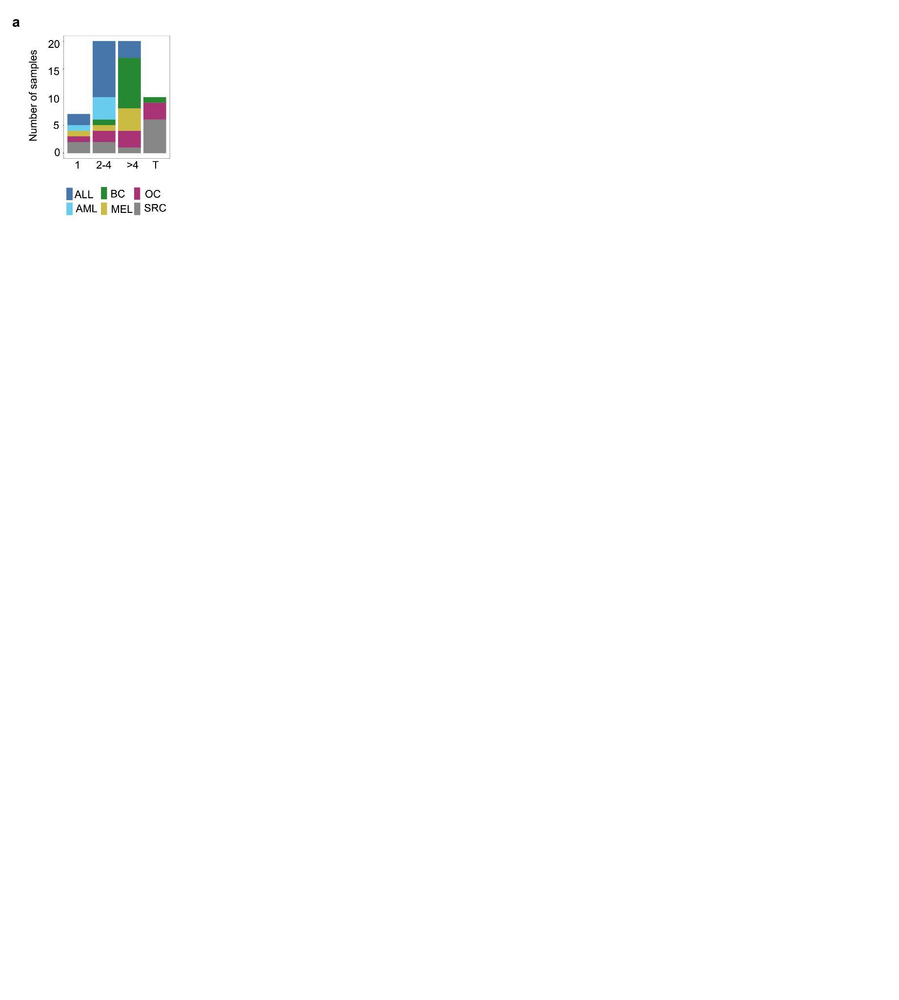 a
Number of samples
20
15
10
5
0
1 2-4 >4 T
ALL BC OC
AML MEL SRC